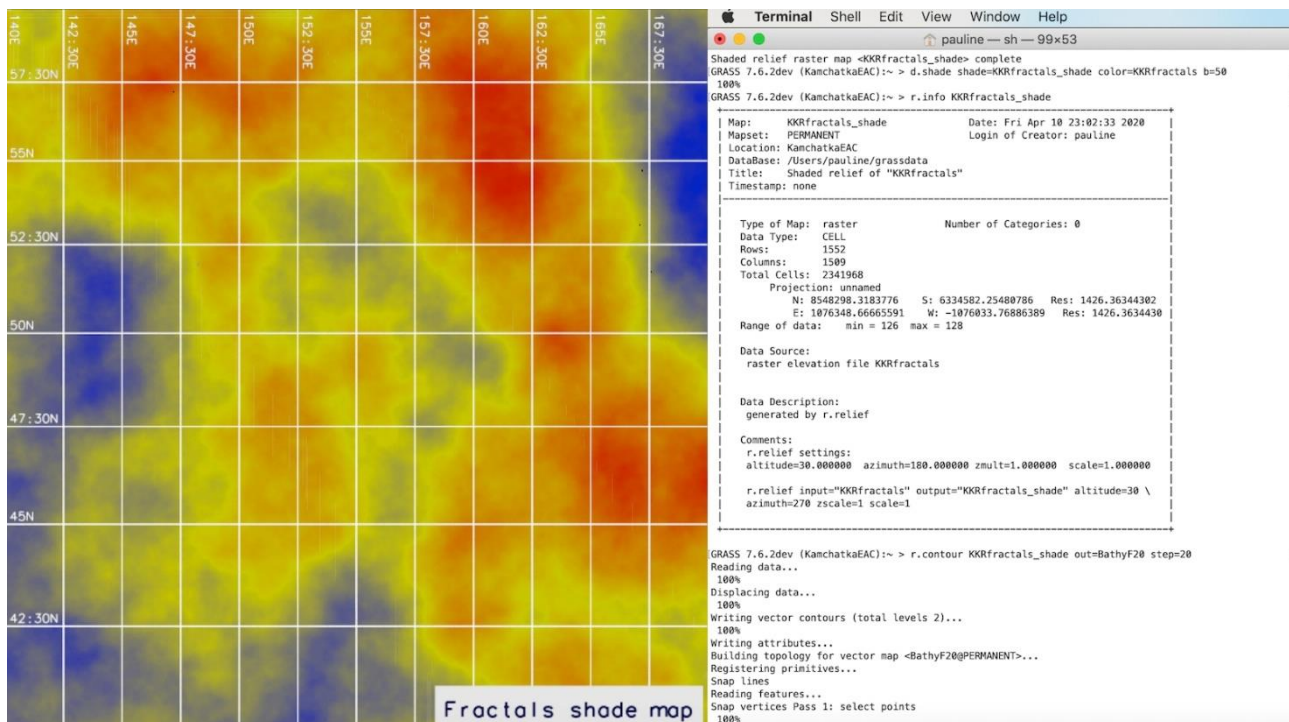 140E
142:30E
145E
147:30E
150E
152:30E
155E
157:30E
160E
162:30E
165E
167:30E
57:30N
55N
52:30N
50N
47:30N
45N
42:30N
Fractals shade map
Terminal Shell Edit View Window Help
pauline — sh — 99×53
Shaded relief raster map <KKRfractals_shade> complete
GRASS 7.6.2dev (KamchatkaEAC):~ > d.shade shade=KKRfractals_shade color=KKRfractals b=50
100%
GRASS 7.6.2dev (KamchatkaEAC):~ > r.info KKRfractals_shade
Map: KKRfractals_shade Date: Fri Apr 10 23:02:33 2020
Mapset: PERMANENT Login of Creator: pauline
Location: KamchatkaEAC
DataBase: /Users/pauline/grassdata
Title: Shaded relief of "KKRfractals"
Timestamp: none
Type of Map: raster Number of Categories: 0
Data Type: CELL
Rows: 1552
Columns: 1509
Total Cells: 2341968
Projection: unnamed
N: 8548298.3183776 S: 6334582.25480786 Res: 1426.36344302
E: 1076348.66665591 W: -1076033.76886389 Res: 1426.3634430
Range of data: min = 126 max = 128
Data Source:
raster elevation file KKRfractals
Data Description:
generated by r.relief
Comments:
r.relief settings:
altitude=30.000000 azimuth=180.000000 zmult=1.000000 scale=1.000000
r.relief input="KKRfractals" output="KKRfractals_shade" altitude=30 \
azimuth=270 zscale=1 scale=1
GRASS 7.6.2dev (KamchatkaEAC):~ > r.contour KKRfractals_shade out=BathyF20 step=20
Reading data...
100%
Displacing data...
100%
Writing vector contours (total levels 2)...
100%
Writing attributes...
Building topology for vector map <BathyF20@PERMANENT>...
Registering primitives...
Snap lines
Reading features...
Snap vertices Pass 1: select points
100%